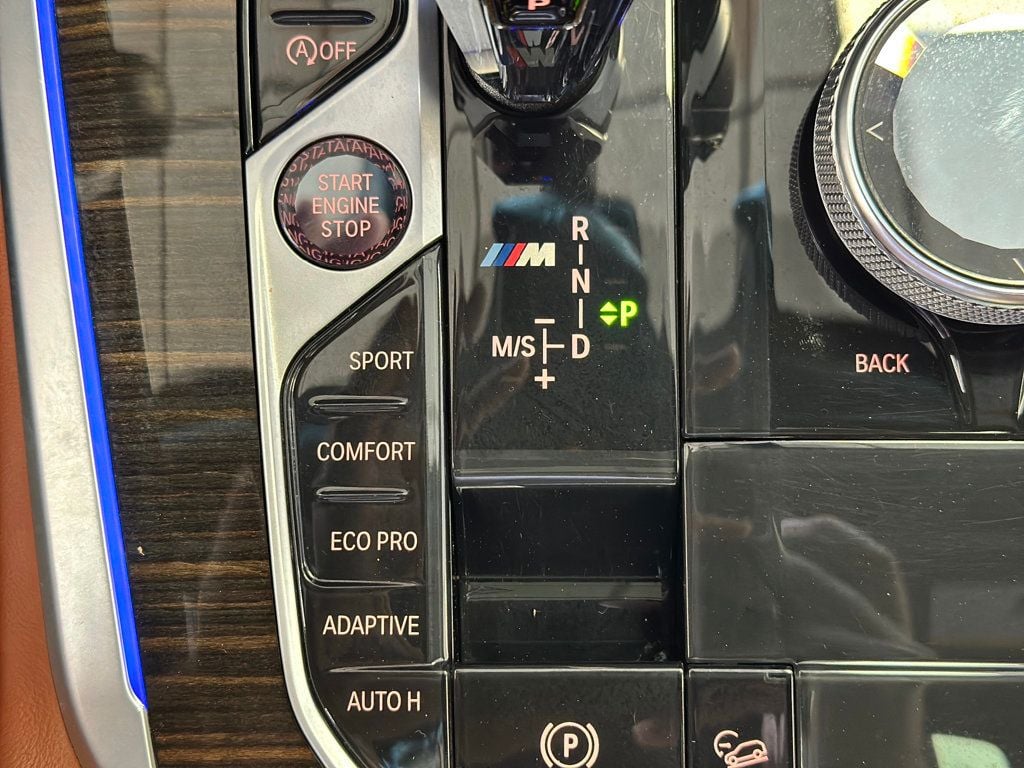 P
A OFF
START
ENGINE
STOP
M
R
N
P
−
M/S D
+
SPORT
COMFORT
ECO PRO
ADAPTIVE
AUTO H
BACK
P